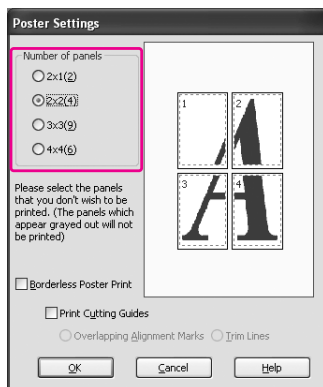 Poster Settings
Number of panels
2x1(2)
2x2(4)
3x3(9)
4x4(6)
Please select the panels
that you don't wish to be
printed. (The panels which
appear grayed out will not
be printed)
1
2
3
4
Borderless Poster Print
Print Cutting Guides
Overlapping Alignment Marks
Trim Lines
OK
Cancel
Help